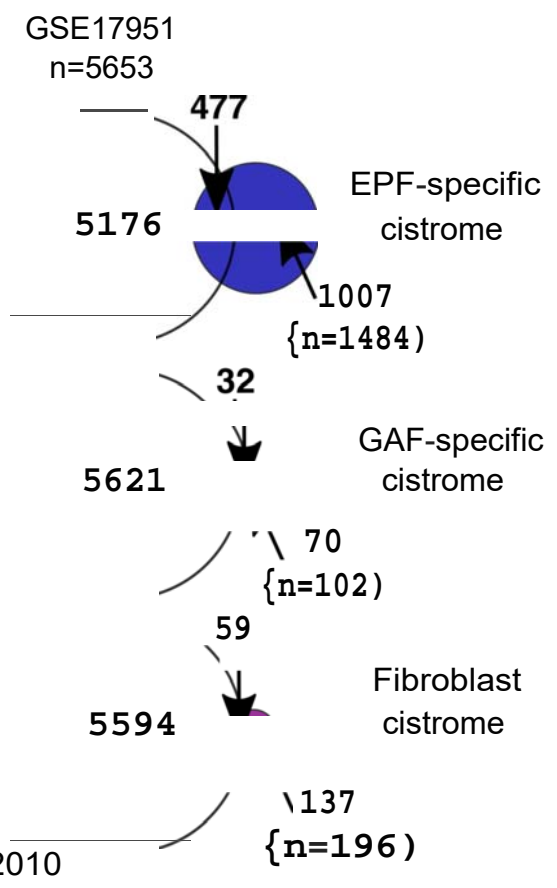 GSE17951
n=5653
477
EPF-specific
cistrome
5176
1007
{n=1484)
32
GAF-specific
cistrome
5621
70
{n=102)
59
Fibroblast
cistrome
5594
137
{n=196)
2010